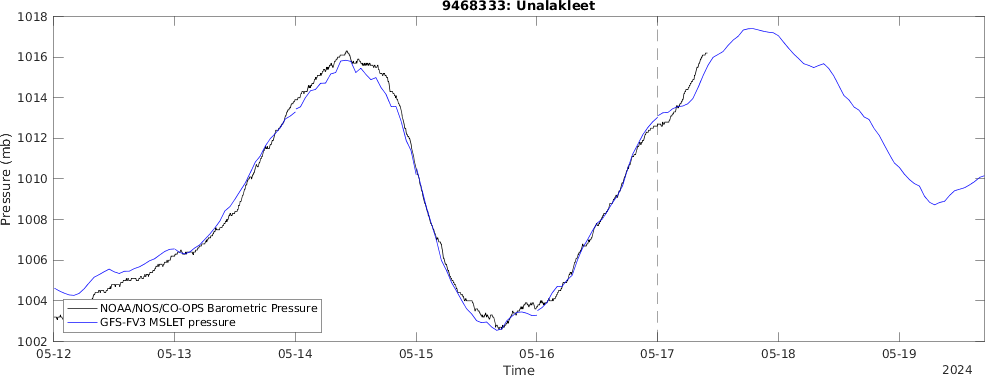 9468333: Unalakleet
1018
1016
1014
1012
1010
1008
1006
1004
1002
Pressure (mb)
NOAA/NOS/CO-OPS Barometric Pressure
GFS-FV3 MSLET pressure
05-12 05-13 05-14 05-15 05-16 05-17 05-18 05-19
Time
2024